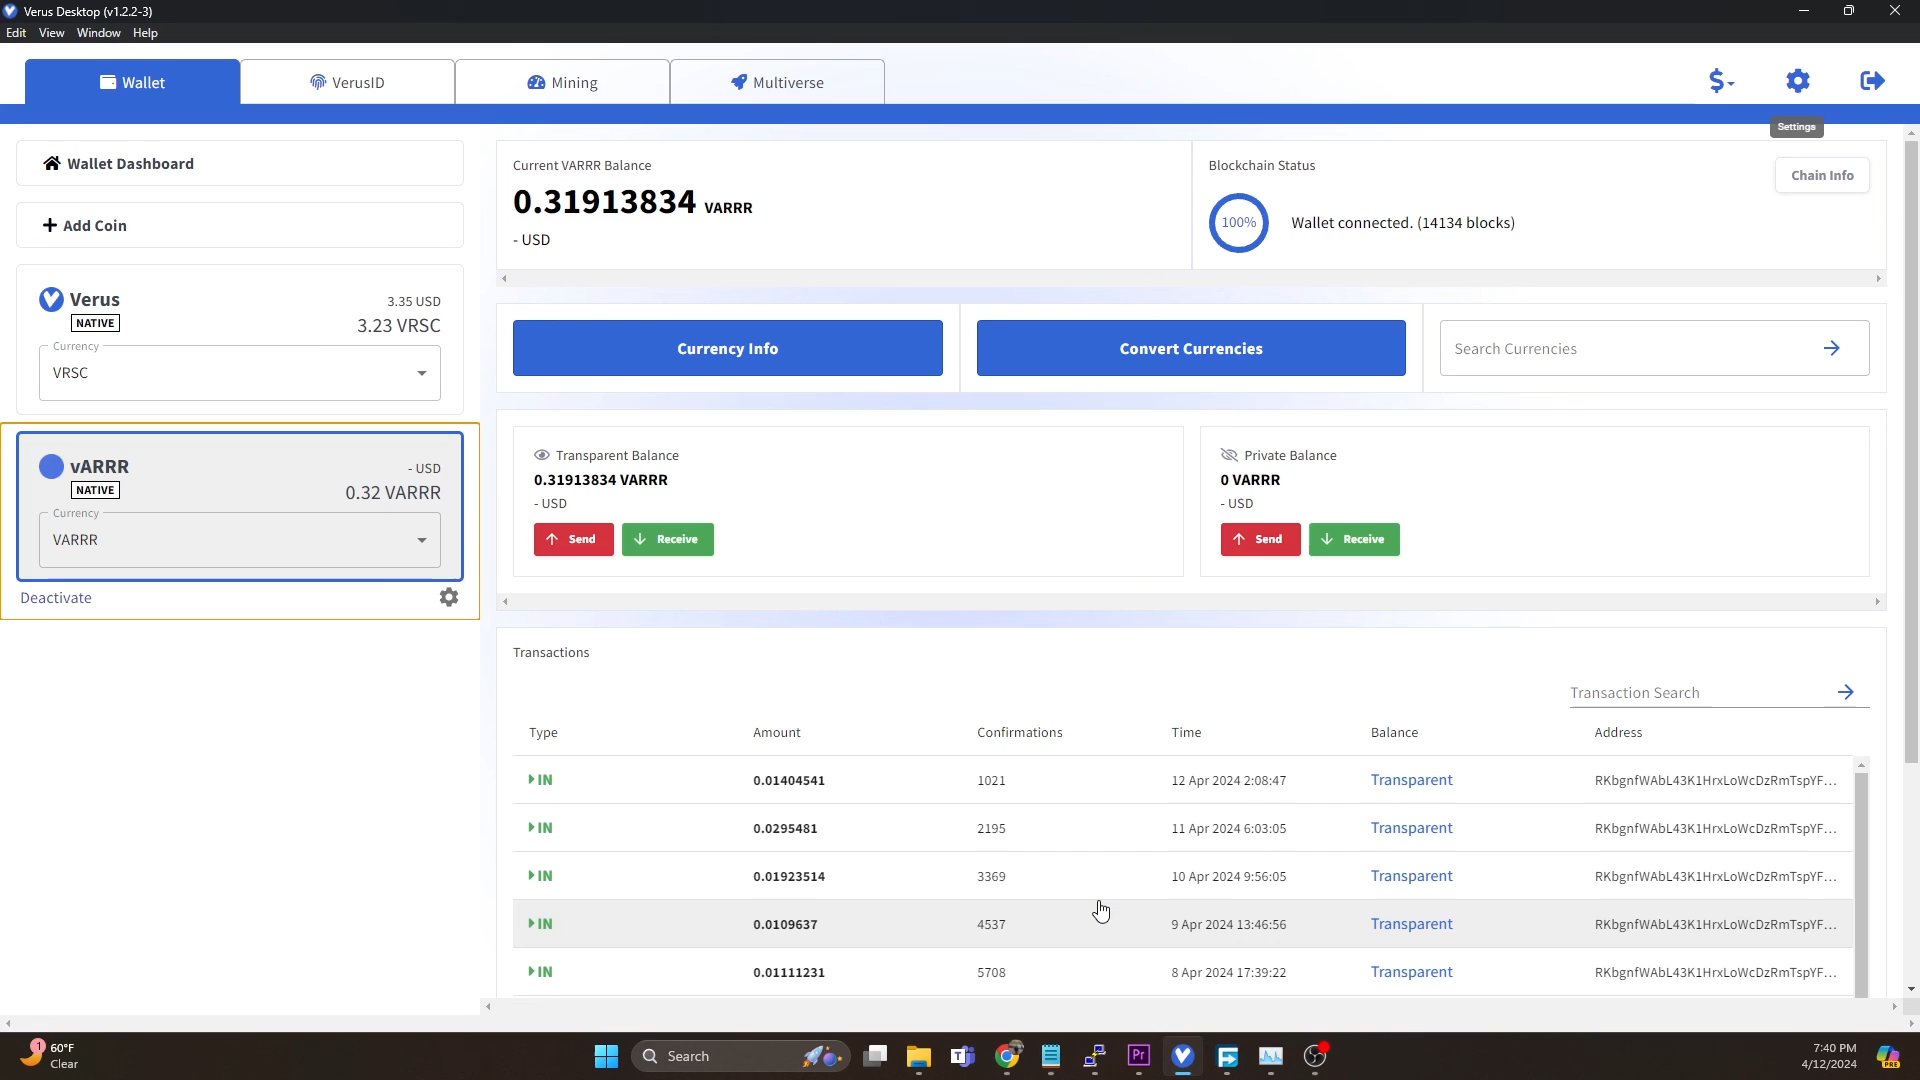 Verus Desktop (v1.2.2-3)
Edit View Window Help
Wallet
VerusID
Mining
Multiverse
$
Settings
Wallet Dashboard
Add Coin
Verus
NATIVE
3.35 USD
3.23 VRSC
Currency
VRSC
vARRR
NATIVE
- USD
0.32 VARRR
Currency
VARRR
Deactivate
Current VARRR Balance
0.31913834 VARRR
- USD
Blockchain Status
Chain Info
100%
Wallet connected. (14134 blocks)
Currency Info
Convert Currencies
Search Currencies
Transparent Balance
0.31913834 VARRR
- USD
Send
Receive
Private Balance
0 VARRR
- USD
Send
Receive
Transactions
Transaction Search
Type Amount Confirmations Time Balance Address
IN 0.01404541 1021 12 Apr 2024 2:08:47 Transparent RKbgnfWAbL43K1HrxLoWcDzRmTspYF...
IN 0.0295481 2195 11 Apr 2024 6:03:05 Transparent RKbgnfWAbL43K1HrxLoWcDzRmTspYF...
IN 0.01923514 3369 10 Apr 2024 9:56:05 Transparent RKbgnfWAbL43K1HrxLoWcDzRmTspYF...
IN 0.0109637 4537 9 Apr 2024 13:46:56 Transparent RKbgnfWAbL43K1HrxLoWcDzRmTspYF...
IN 0.01111231 5708 8 Apr 2024 17:39:22 Transparent RKbgnfWAbL43K1HrxLoWcDzRmTspYF...
1
60°F
Clear
Search
Pr
7:40 PM
4/12/2024
PRE